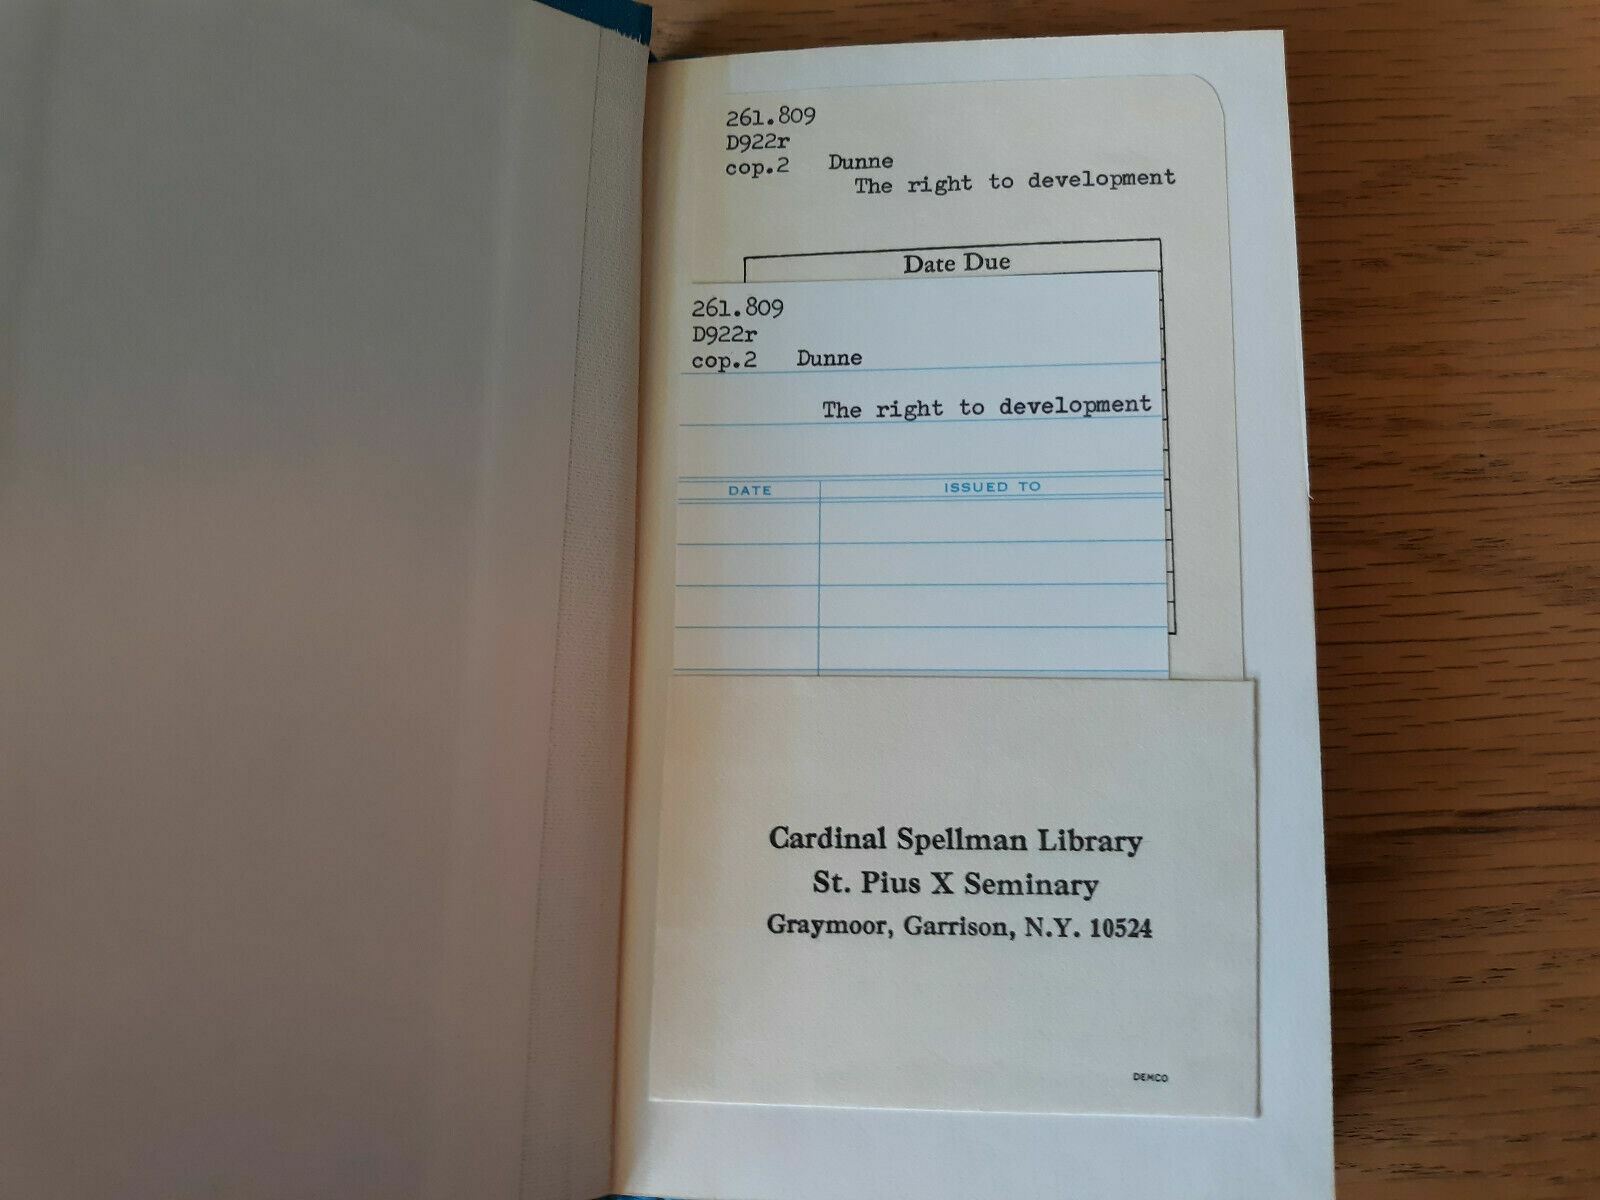 261.809
D922r
cop.2 Dunne
The right to development
Date Due
261.809
D922r
cop.2 Dunne
The right to development
DATE ISSUED TO
Cardinal Spellman Library
St. Pius X Seminary
Graymoor, Garrison, N.Y. 10524
DEMCO